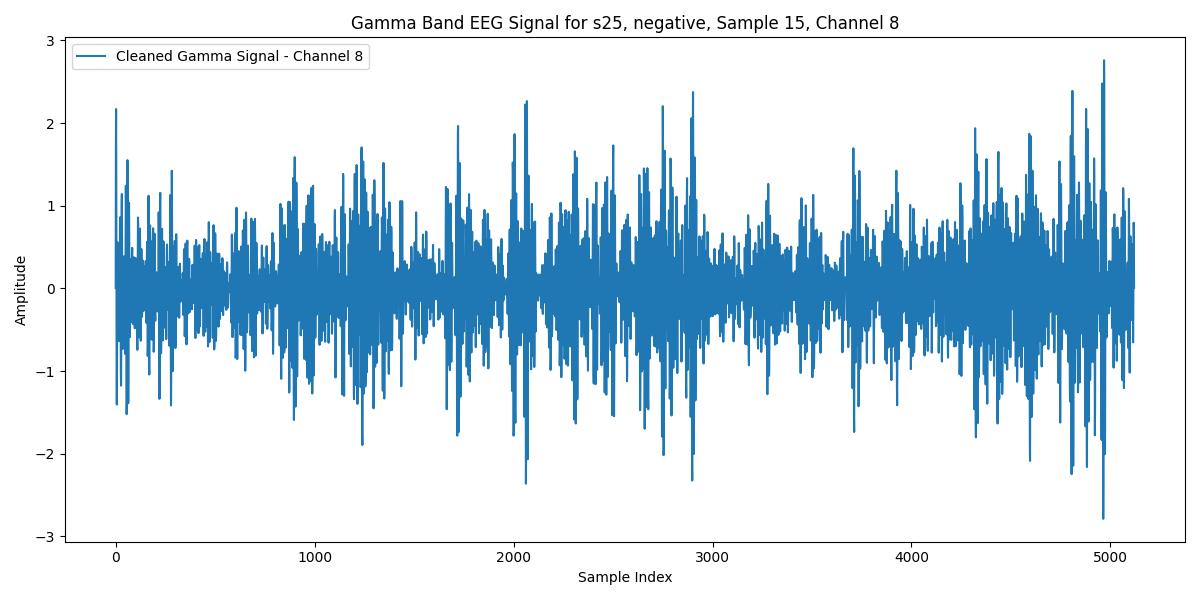 Gamma Band EEG Signal for s25, negative, Sample 15, Channel 8
Cleaned Gamma Signal - Channel 8
3
2
1
0
−1
−2
−3
Amplitude
0 1000 2000 3000 4000 5000
Sample Index